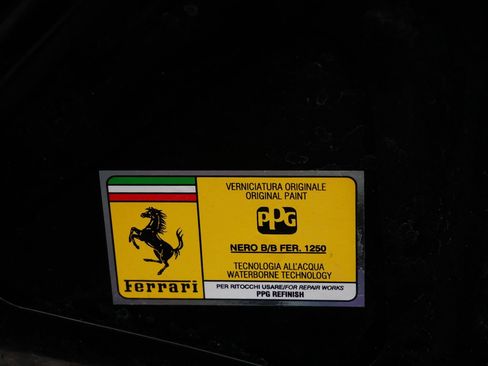 VERNICIATURA ORIGINALE
ORIGINAL PAINT
PPG
NERO B/B FER. 1250
TECNOLOGIA ALL'ACQUA
WATERBORNE TECHNOLOGY
Ferrari
PER RITOCCHI USARE/FOR REPAIR WORKS
PPG REFINISH